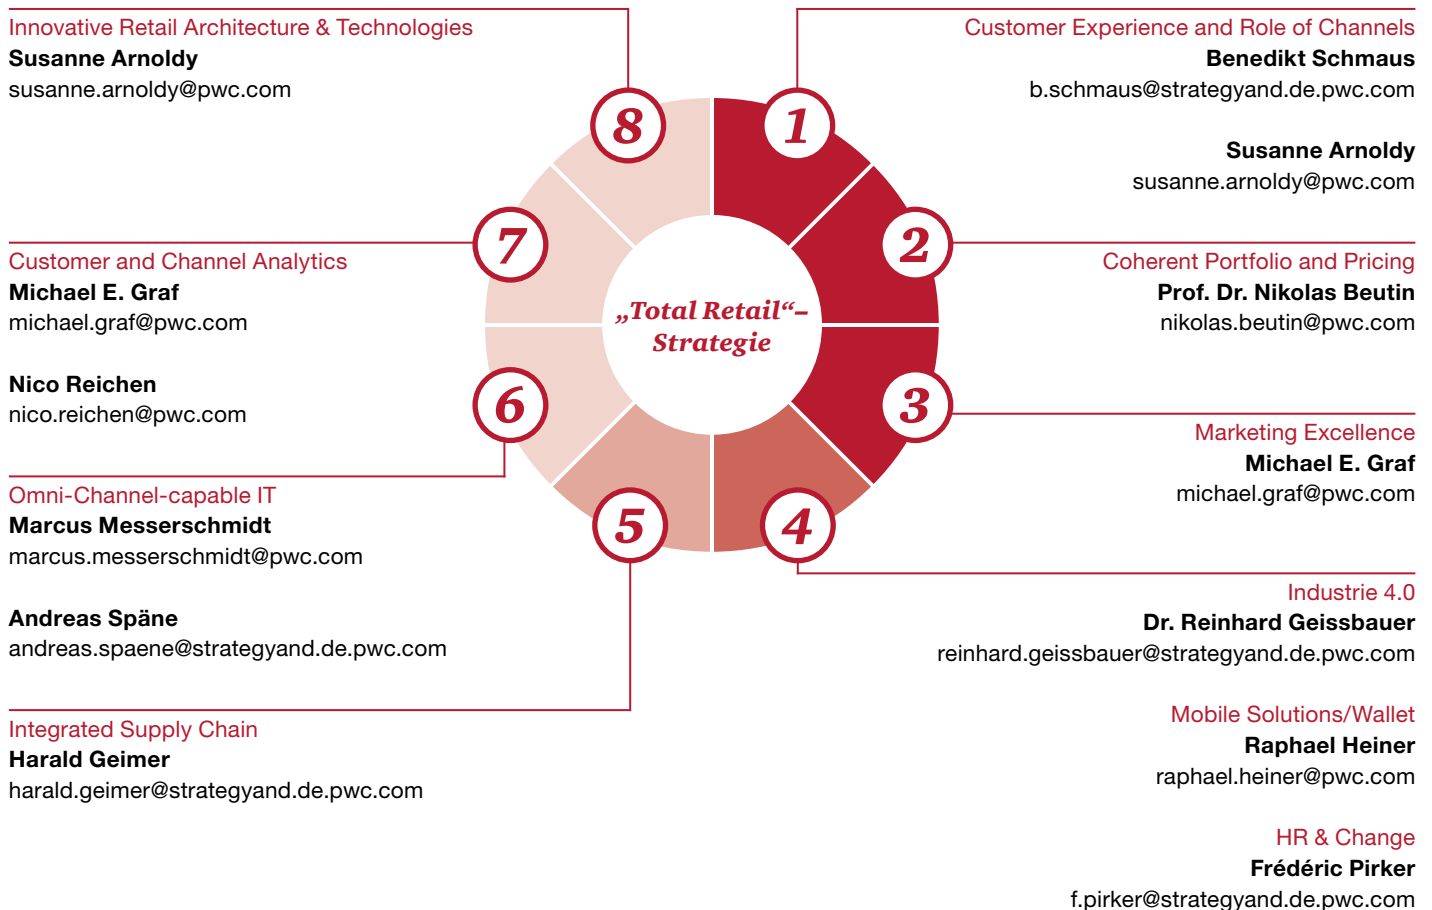 Innovative Retail Architecture & Technologies
Susanne Arnoldy
susanne.arnoldy@pwc.com
Customer Experience and Role of Channels
Benedikt Schmaus
b.schmaus@strategyand.de.pwc.com
Susanne Arnoldy
susanne.arnoldy@pwc.com
8
1
7
2
Customer and Channel Analytics
Michael E. Graf
michael.graf@pwc.com
Nico Reichen
nico.reichen@pwc.com
„Total Retail“–
Strategie
Coherent Portfolio and Pricing
Prof. Dr. Nikolas Beutin
nikolas.beutin@pwc.com
6
3
Marketing Excellence
Michael E. Graf
michael.graf@pwc.com
Omni-Channel-capable IT
Marcus Messerschmidt
marcus.messerschmidt@pwc.com
Andreas Späne
andreas.spaene@strategyand.de.pwc.com
5
4
Industrie 4.0
Dr. Reinhard Geissbauer
reinhard.geissbauer@strategyand.de.pwc.com
Integrated Supply Chain
Harald Geimer
harald.geimer@strategyand.de.pwc.com
Mobile Solutions/Wallet
Raphael Heiner
raphael.heiner@pwc.com
HR & Change
Frédéric Pirker
f.pirker@strategyand.de.pwc.com